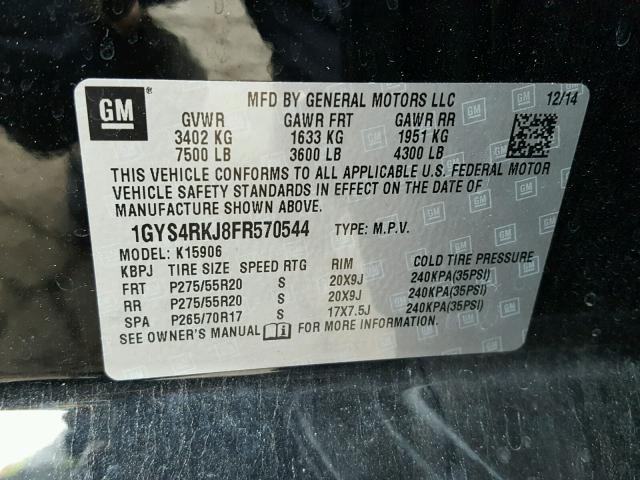 GM ® MFD BY GENERAL MOTORS LLC 12/14
GVWR GAWR FRT GAWR RR
3402 KG 1633 KG 1951 KG
7500 LB 3600 LB 4300 LB
THIS VEHICLE CONFORMS TO ALL APPLICABLE U.S. FEDERAL MOTOR
VEHICLE SAFETY STANDARDS IN EFFECT ON THE DATE OF
MANUFACTURE SHOWN ABOVE.
1GYS4RKJ8FR570544 TYPE: M.P.V.
MODEL: K15906
KBPJ TIRE SIZE SPEED RTG RIM COLD TIRE PRESSURE
FRT P275/55R20 S 20X9J 240KPA(35PSI)
RR P275/55R20 S 20X9J 240KPA(35PSI)
SPA P265/70R17 S 17X7.5J 240KPA(35PSI)
SEE OWNER'S MANUAL FOR MORE INFORMATION.